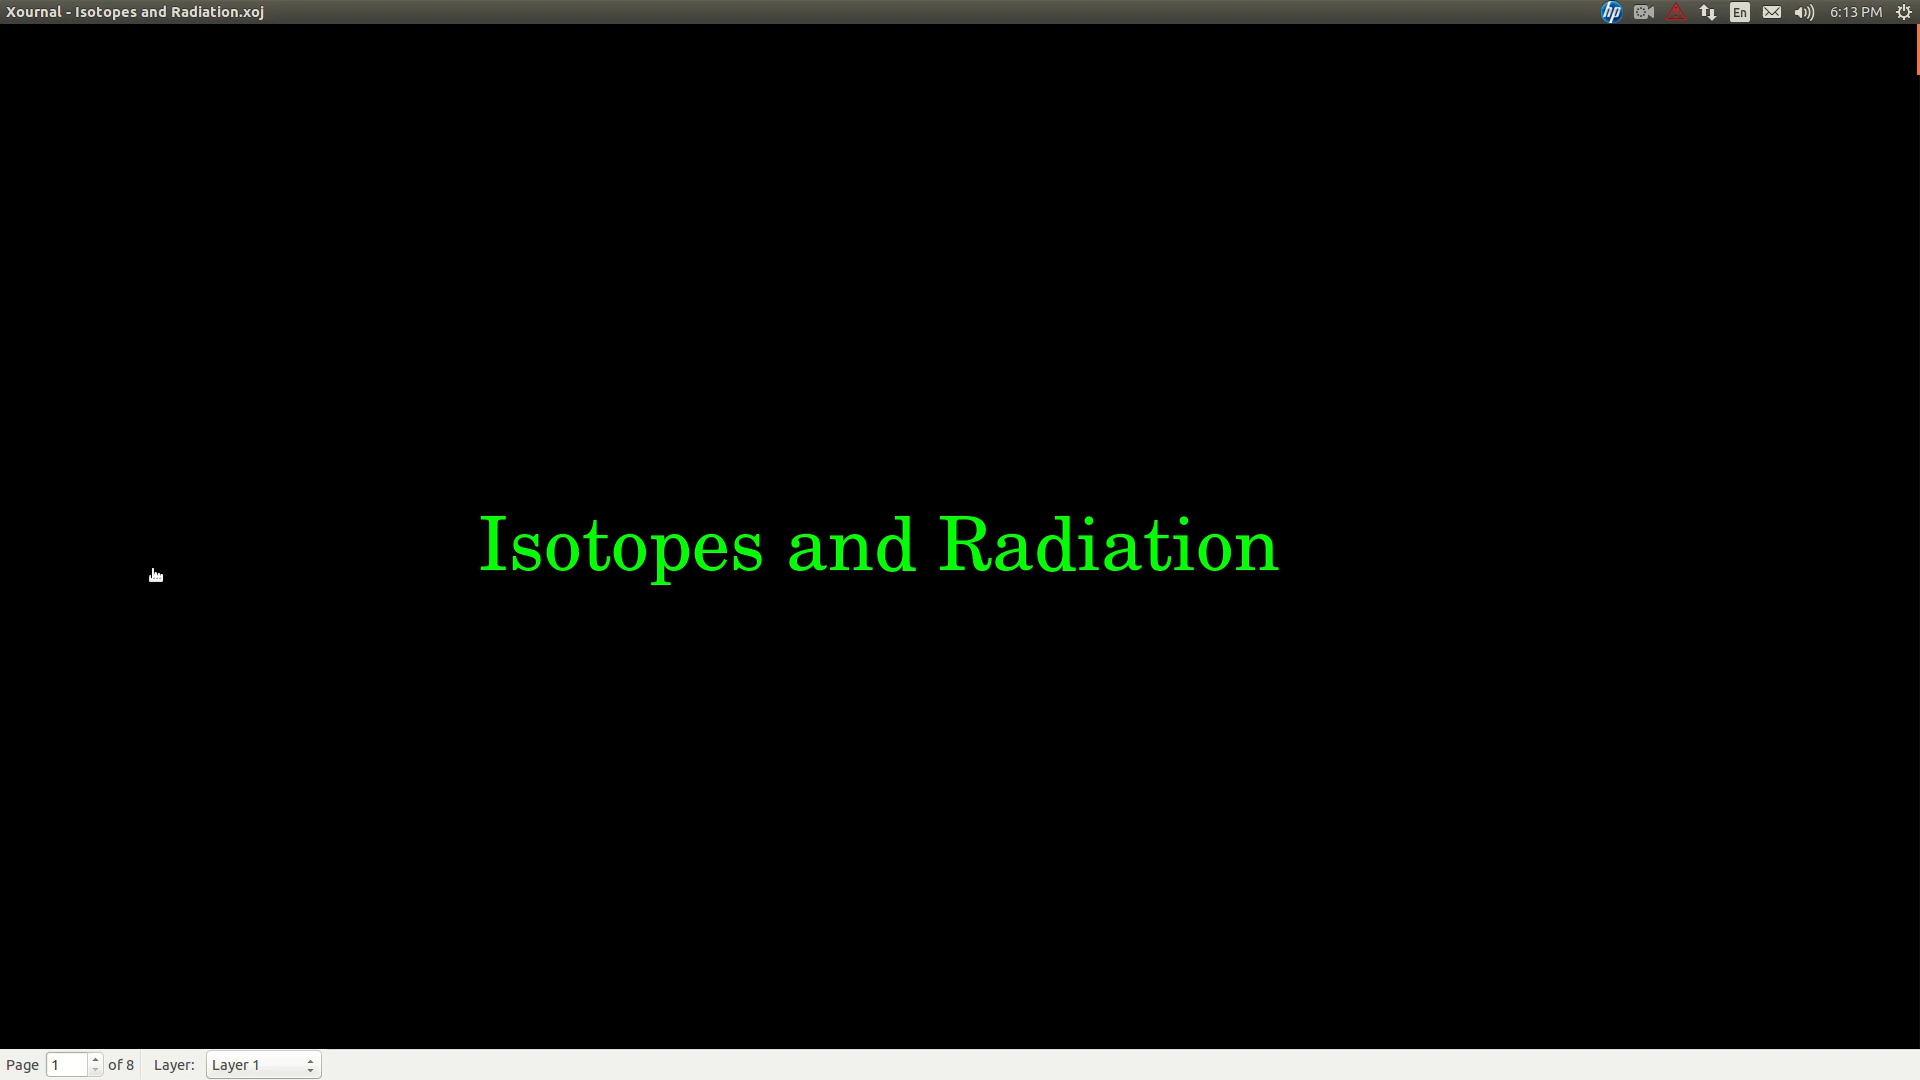 Xournal - Isotopes and Radiation.xoj
hp
En
6:13 PM
Isotopes and Radiation
Page 1 of 8 Layer: Layer 1